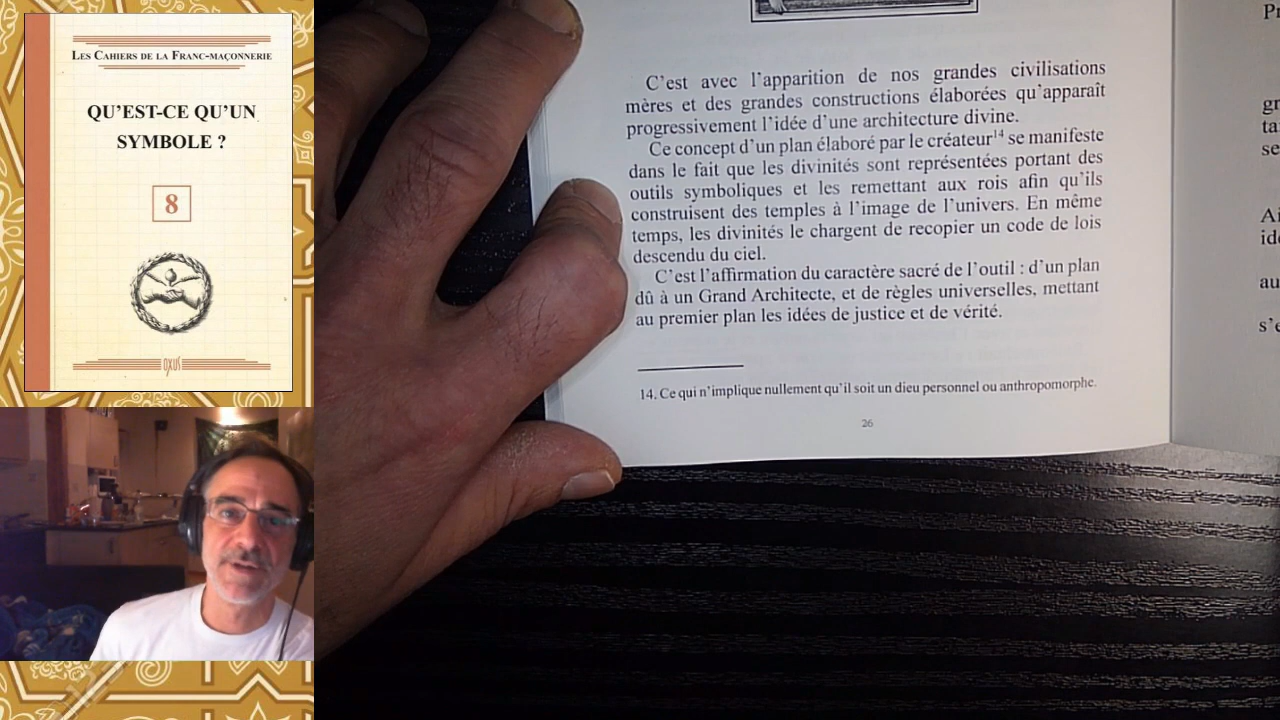 LES CAHIERS DE LA FRANC-MAÇONNERIE
QU'EST-CE QU'UN
SYMBOLE ?
8
OXUS
C'est avec l'apparition de nos grandes civilisations
mères et des grandes constructions élaborées qu'apparaît
progressivement l'idée d'une architecture divine.
Ce concept d'un plan élaboré par le créateur14 se manifeste
dans le fait que les divinités sont représentées portant des
outils symboliques et les remettant aux rois afin qu'ils
construisent des temples à l'image de l'univers. En même
temps, les divinités le chargent de recopier un code de lois
descendu du ciel.
C'est l'affirmation du caractère sacré de l'outil : d'un plan
dû à un Grand Architecte, et de règles universelles, mettant
au premier plan les idées de justice et de vérité.
14. Ce qui n'implique nullement qu'il soit un dieu personnel ou anthropomorphe.
26